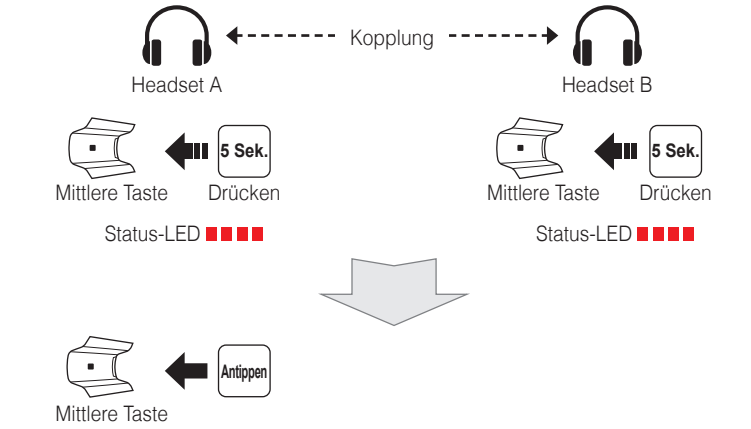 Kopplung
Headset A
Headset B
5 Sek.
5 Sek.
Mittlere Taste Drücken
Mittlere Taste Drücken
Status-LED
Status-LED
Antippen
Mittlere Taste